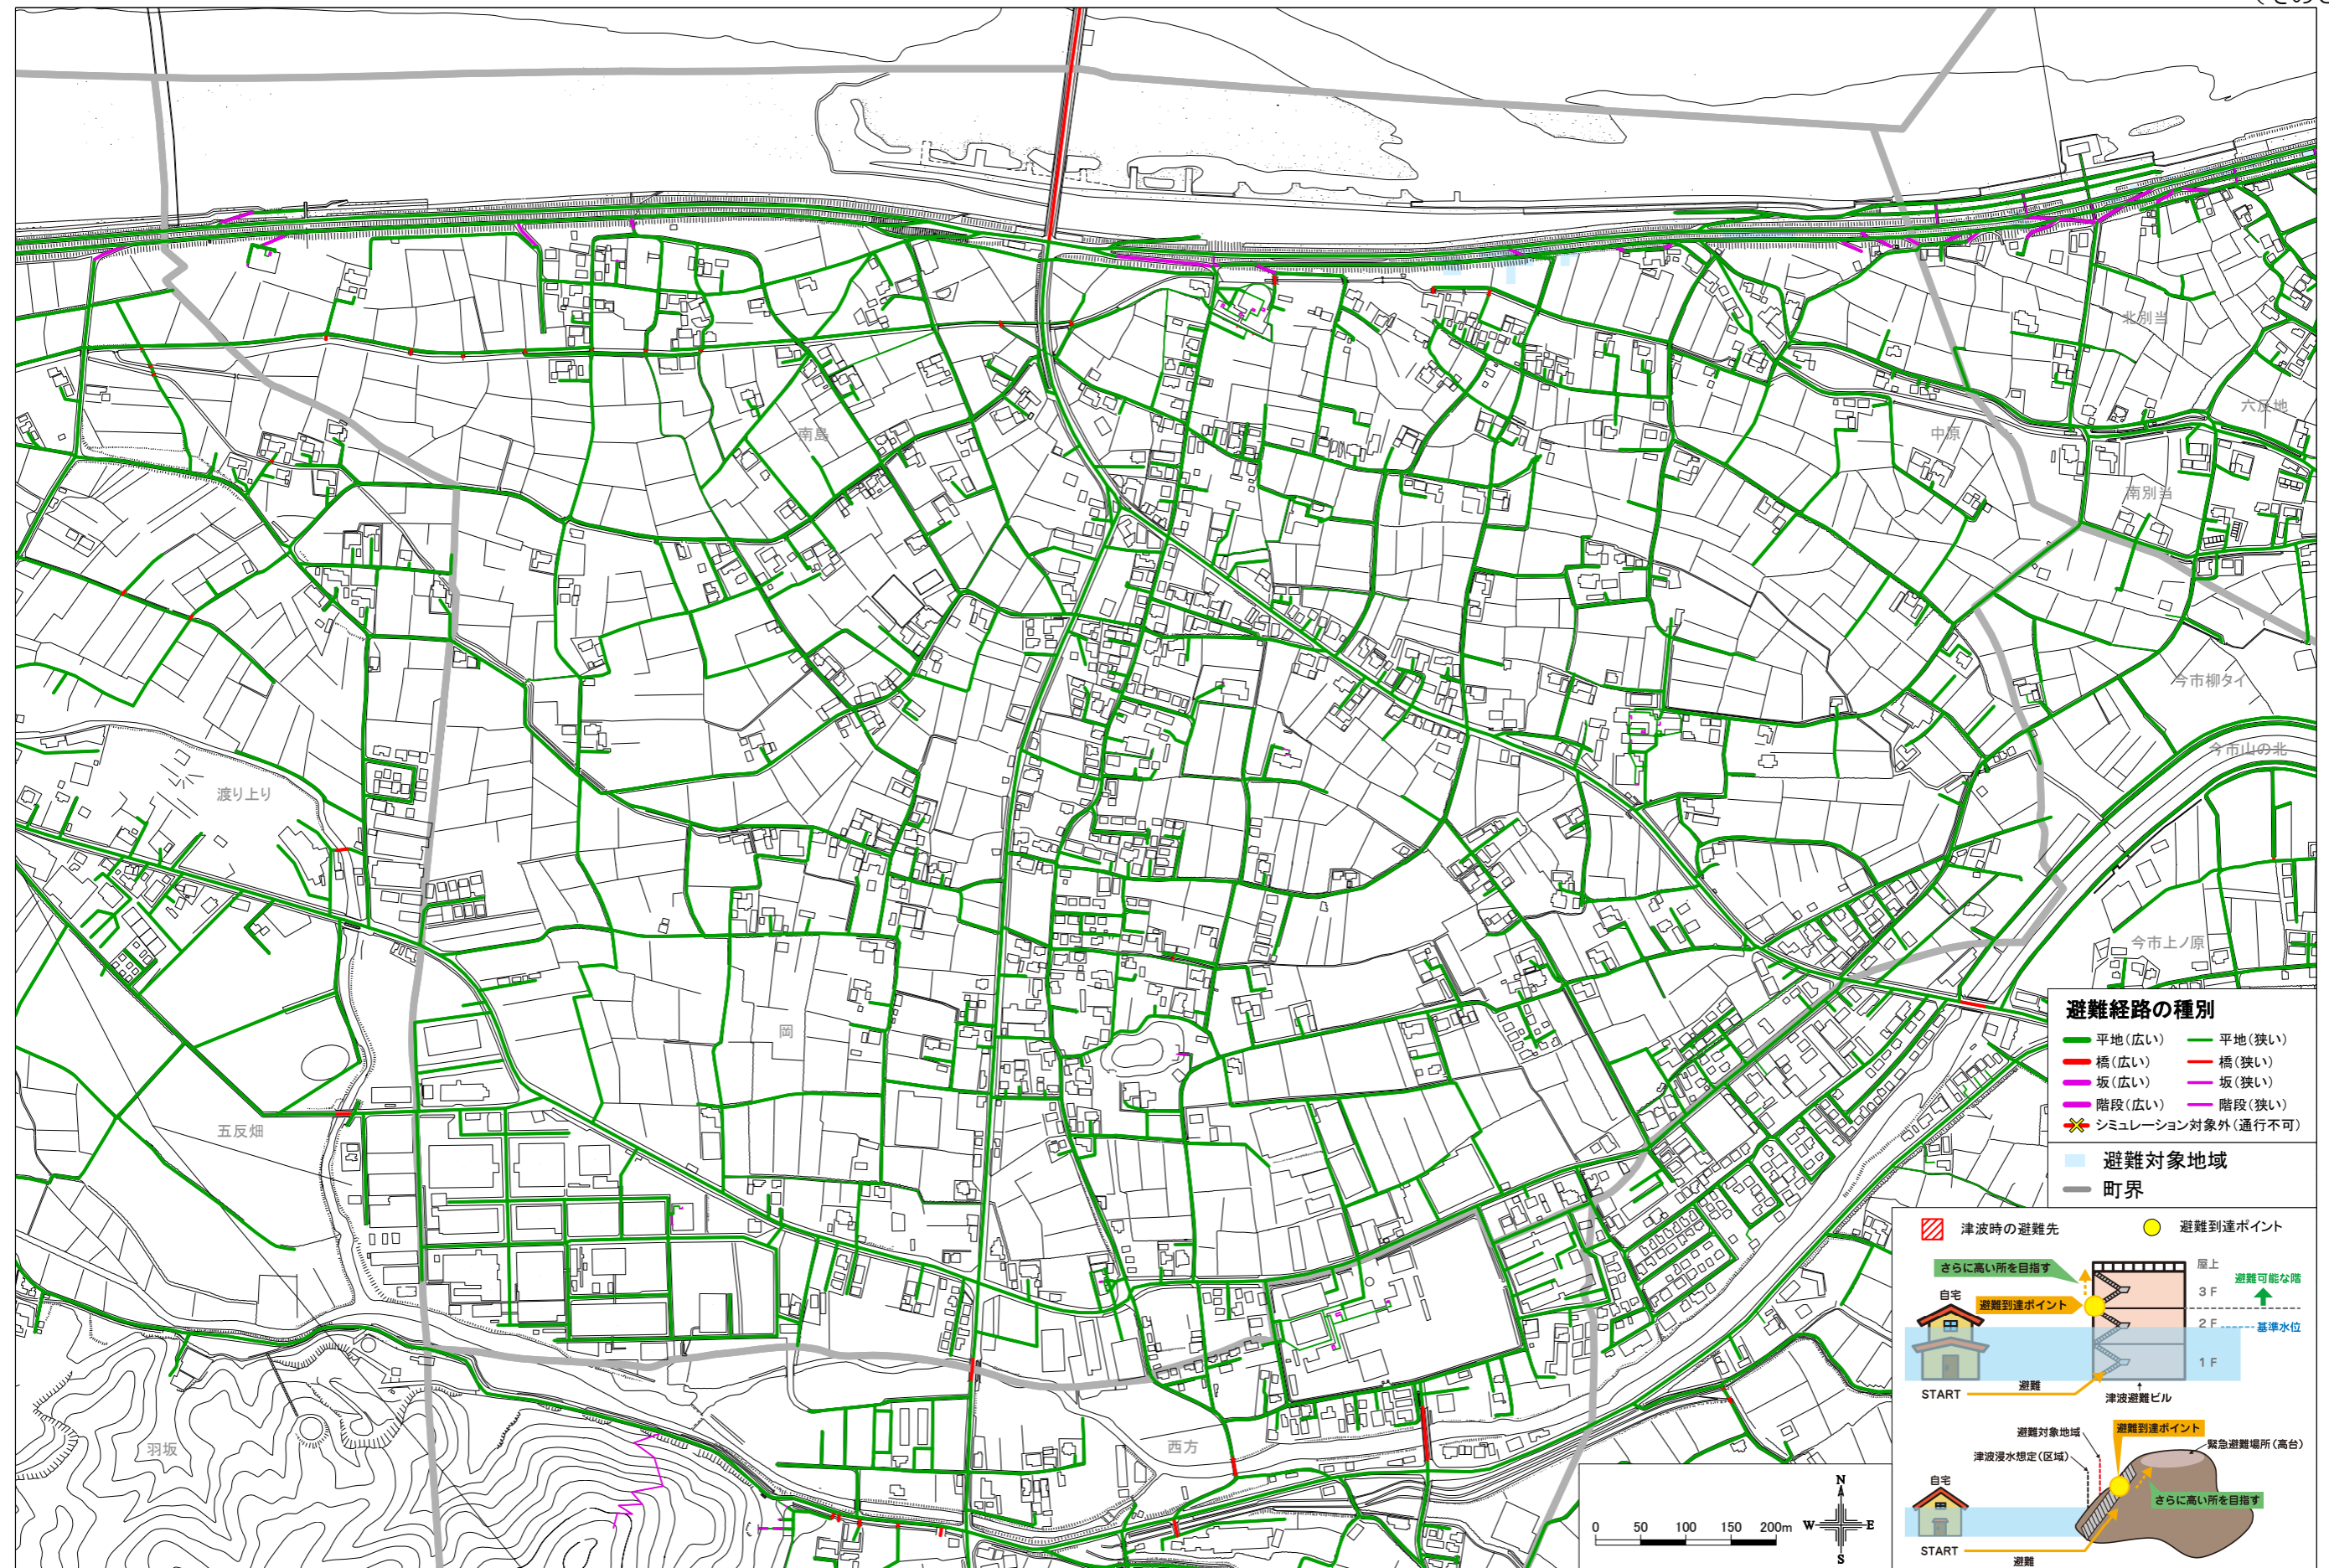 北別当
六反地
南島
中原
南別当
今市柳タイ
今市山の北
渡り上り
今市上ノ原
岡
五反畑
羽坂
西方
避難経路の種別
平地(広い) 平地(狭い)
橋(広い) 橋(狭い)
坂(広い) 坂(狭い)
階段(広い) 階段(狭い)
シミュレーション対象外(通行不可)
避難対象地域
町界
津波時の避難先 避難到達ポイント
さらに高い所を目指す
屋上
避難可能な階
3F
自宅
避難到達ポイント
2F
基準水位
1F
START
避難
津波避難ビル
避難到達ポイント
避難対象地域
緊急避難場所(高台)
津波浸水想定(区域)
自宅
さらに高い所を目指す
START
避難
0 50 100 150 200m
N
W E
S